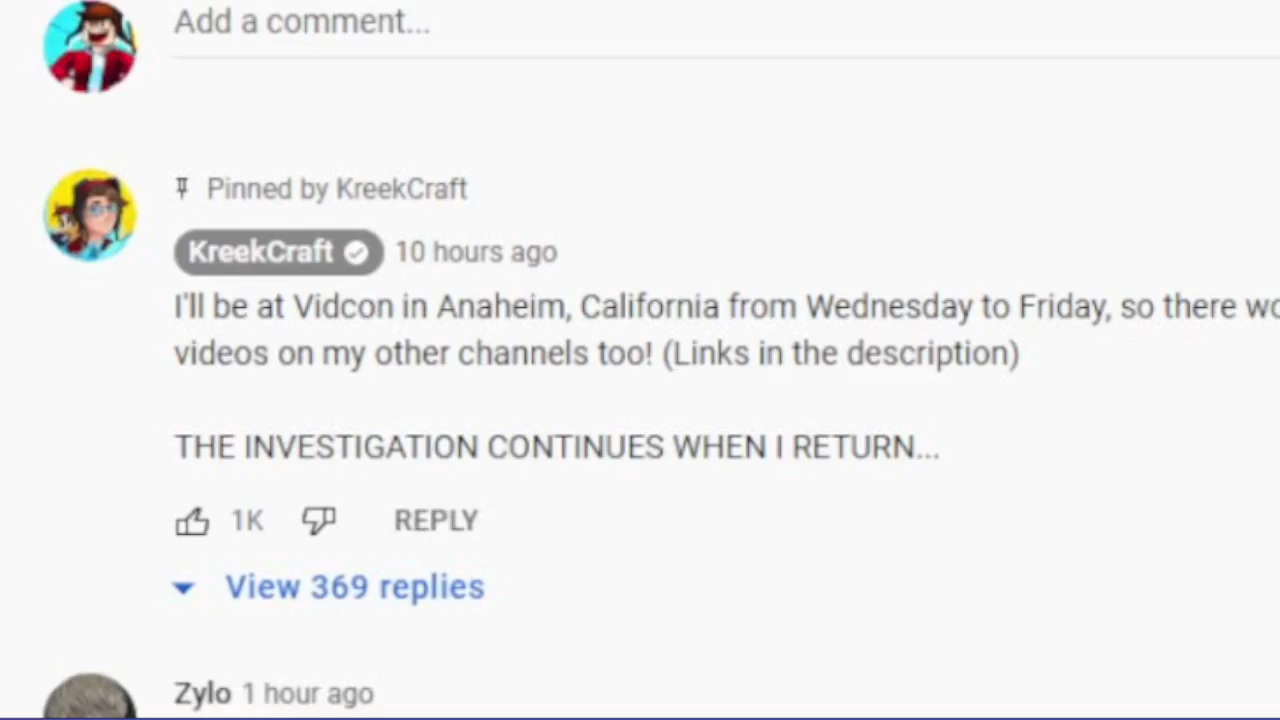 Add a comment...
Pinned by KreekCraft
KreekCraft 10 hours ago
I'll be at Vidcon in Anaheim, California from Wednesday to Friday, so there
videos on my other channels too! (Links in the description)
THE INVESTIGATION CONTINUES WHEN I RETURN...
1K REPLY
View 369 replies
Zylo 1 hour ago